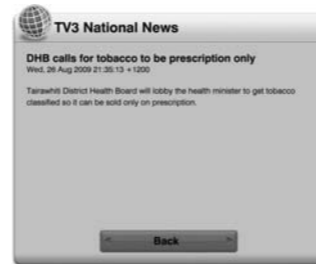 TV3 National News
DHB calls for tobacco to be prescription only
Wed, 26 Aug 2009 21:35:13 +1200
Tairawhiti District Health Board will lobby the health minister to get tobacco
classified so it can be sold only on prescription.
Back